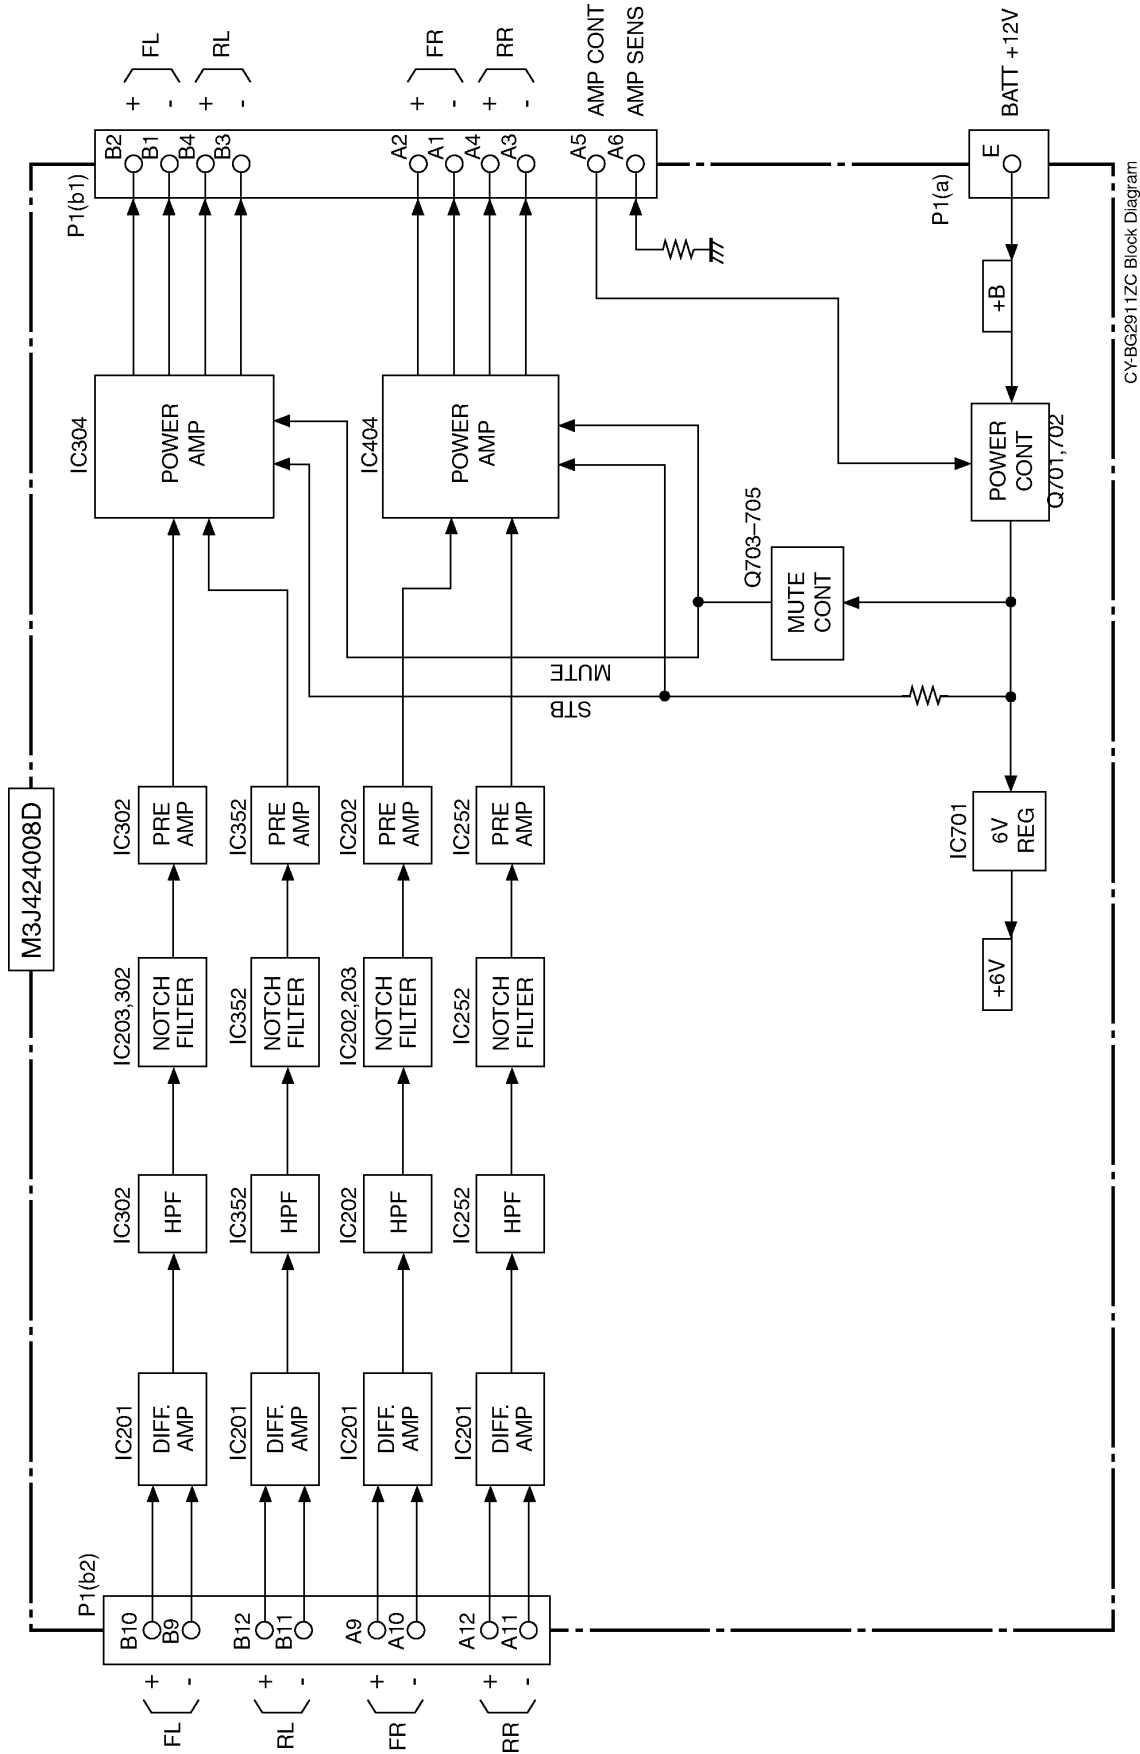 M3J424008D
P1(b2)
FL
+
-
B10
B9
IC201
DIFF.
AMP
IC302
HPF
IC203,302
NOTCH
FILTER
IC302
PRE
AMP
IC304
POWER
AMP
P1(b1)
B2
B1
B4
B3
+
-
FL
+
-
RL
RL
+
-
B12
B11
IC201
DIFF.
AMP
IC352
HPF
IC352
NOTCH
FILTER
IC352
PRE
AMP
FR
+
-
A9
A10
IC201
DIFF.
AMP
IC202
HPF
IC202,203
NOTCH
FILTER
IC202
PRE
AMP
IC404
POWER
AMP
A2
A1
A4
A3
+
-
FR
+
-
RR
RR
+
-
A12
A11
IC201
DIFF.
AMP
IC252
HPF
IC252
NOTCH
FILTER
IC252
PRE
AMP
A5
AMP CONT
A6
AMP SENS
STB
MUTE
Q703–705
MUTE
CONT
+6V
IC701
6V
REG
POWER
CONT
Q701,702
+B
P1(a)
E
BATT +12V
CY-BG2911ZC Block Diagram